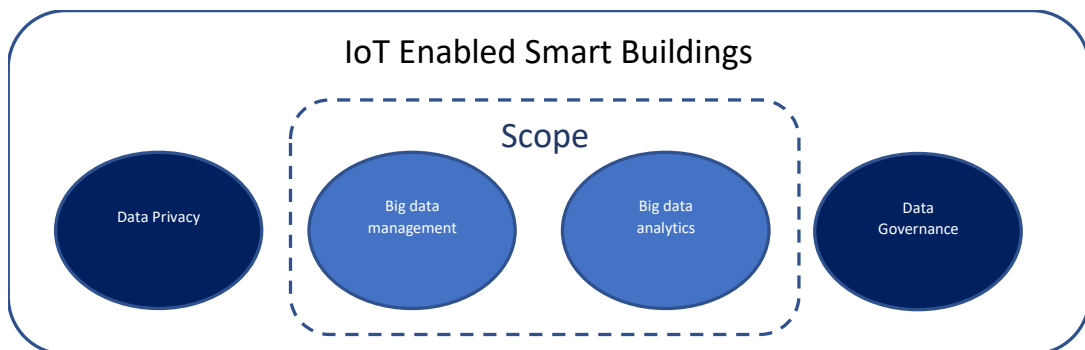 IoT Enabled Smart Buildings
Scope
Data Privacy
Big data
management
Big data
analytics
Data
Governance